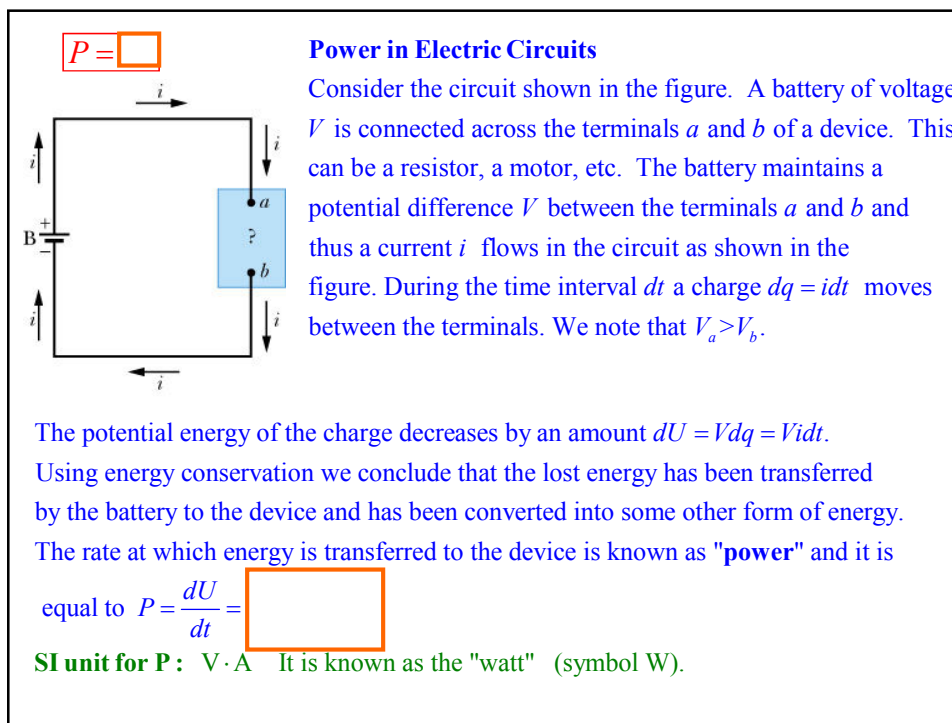 P =
Power in Electric Circuits
Consider the circuit shown in the figure. A battery of voltage
V is connected across the terminals a and b of a device. This
can be a resistor, a motor, etc. The battery maintains a
potential difference V between the terminals a and b and
thus a current i flows in the circuit as shown in the
figure. During the time interval dt a charge dq = idt moves
between the terminals. We note that V_a > V_b.
i
i
i
a
B
+
−
?
b
i
i
i
The potential energy of the charge decreases by an amount dU = Vdq = Vidt.
Using energy conservation we conclude that the lost energy has been transferred
by the battery to the device and has been converted into some other form of energy.
The rate at which energy is transferred to the device is known as "power" and it is
equal to P = dU/dt =
SI unit for P : V · A It is known as the "watt" (symbol W).